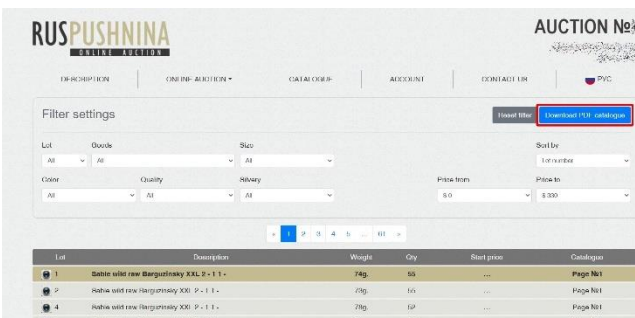 RUSPUSHNINA
ONLINE AUCTION
AUCTION №
DESCRIPTION ONLINE AUCTION CATALOGUE ACCOUNT CONTACT US РУС
Filter settings Reset filter Download PDF catalogue
Lot Goods Size Sort by
All All All Lot number
Color Quality Silvery Price from Price to
All All All $ 0 $ 330
« 1 2 3 4 5 ... 61 »
Lot Description Weight Qty Start price Catalogue
1 Sable wild raw Barguzinsky XXL 2 - 1 1 - 74g. 55 ... Page №1
2 Sable wild raw Barguzinsky XXL 2 - 1 1 - 73g. 55 ... Page №1
4 Sable wild raw Barguzinsky XXL 2 - 1 1 - 78g. 52 ... Page №1